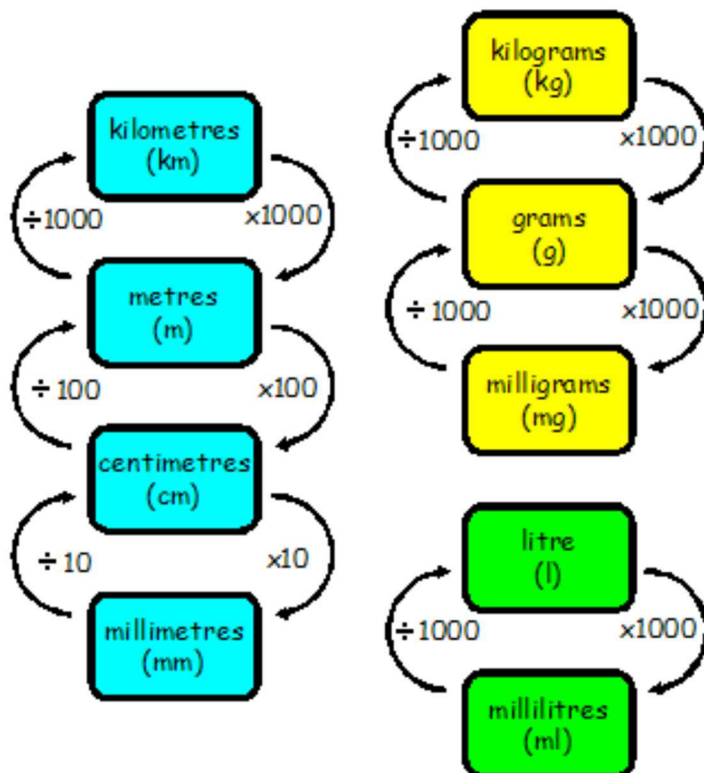 kilometres
(km)
÷1000
x1000
metres
(m)
÷100
x100
centimetres
(cm)
÷10
x10
millimetres
(mm)
kilograms
(kg)
÷1000
x1000
grams
(g)
÷1000
x1000
milligrams
(mg)
litre
(l)
÷1000
x1000
millilitres
(ml)